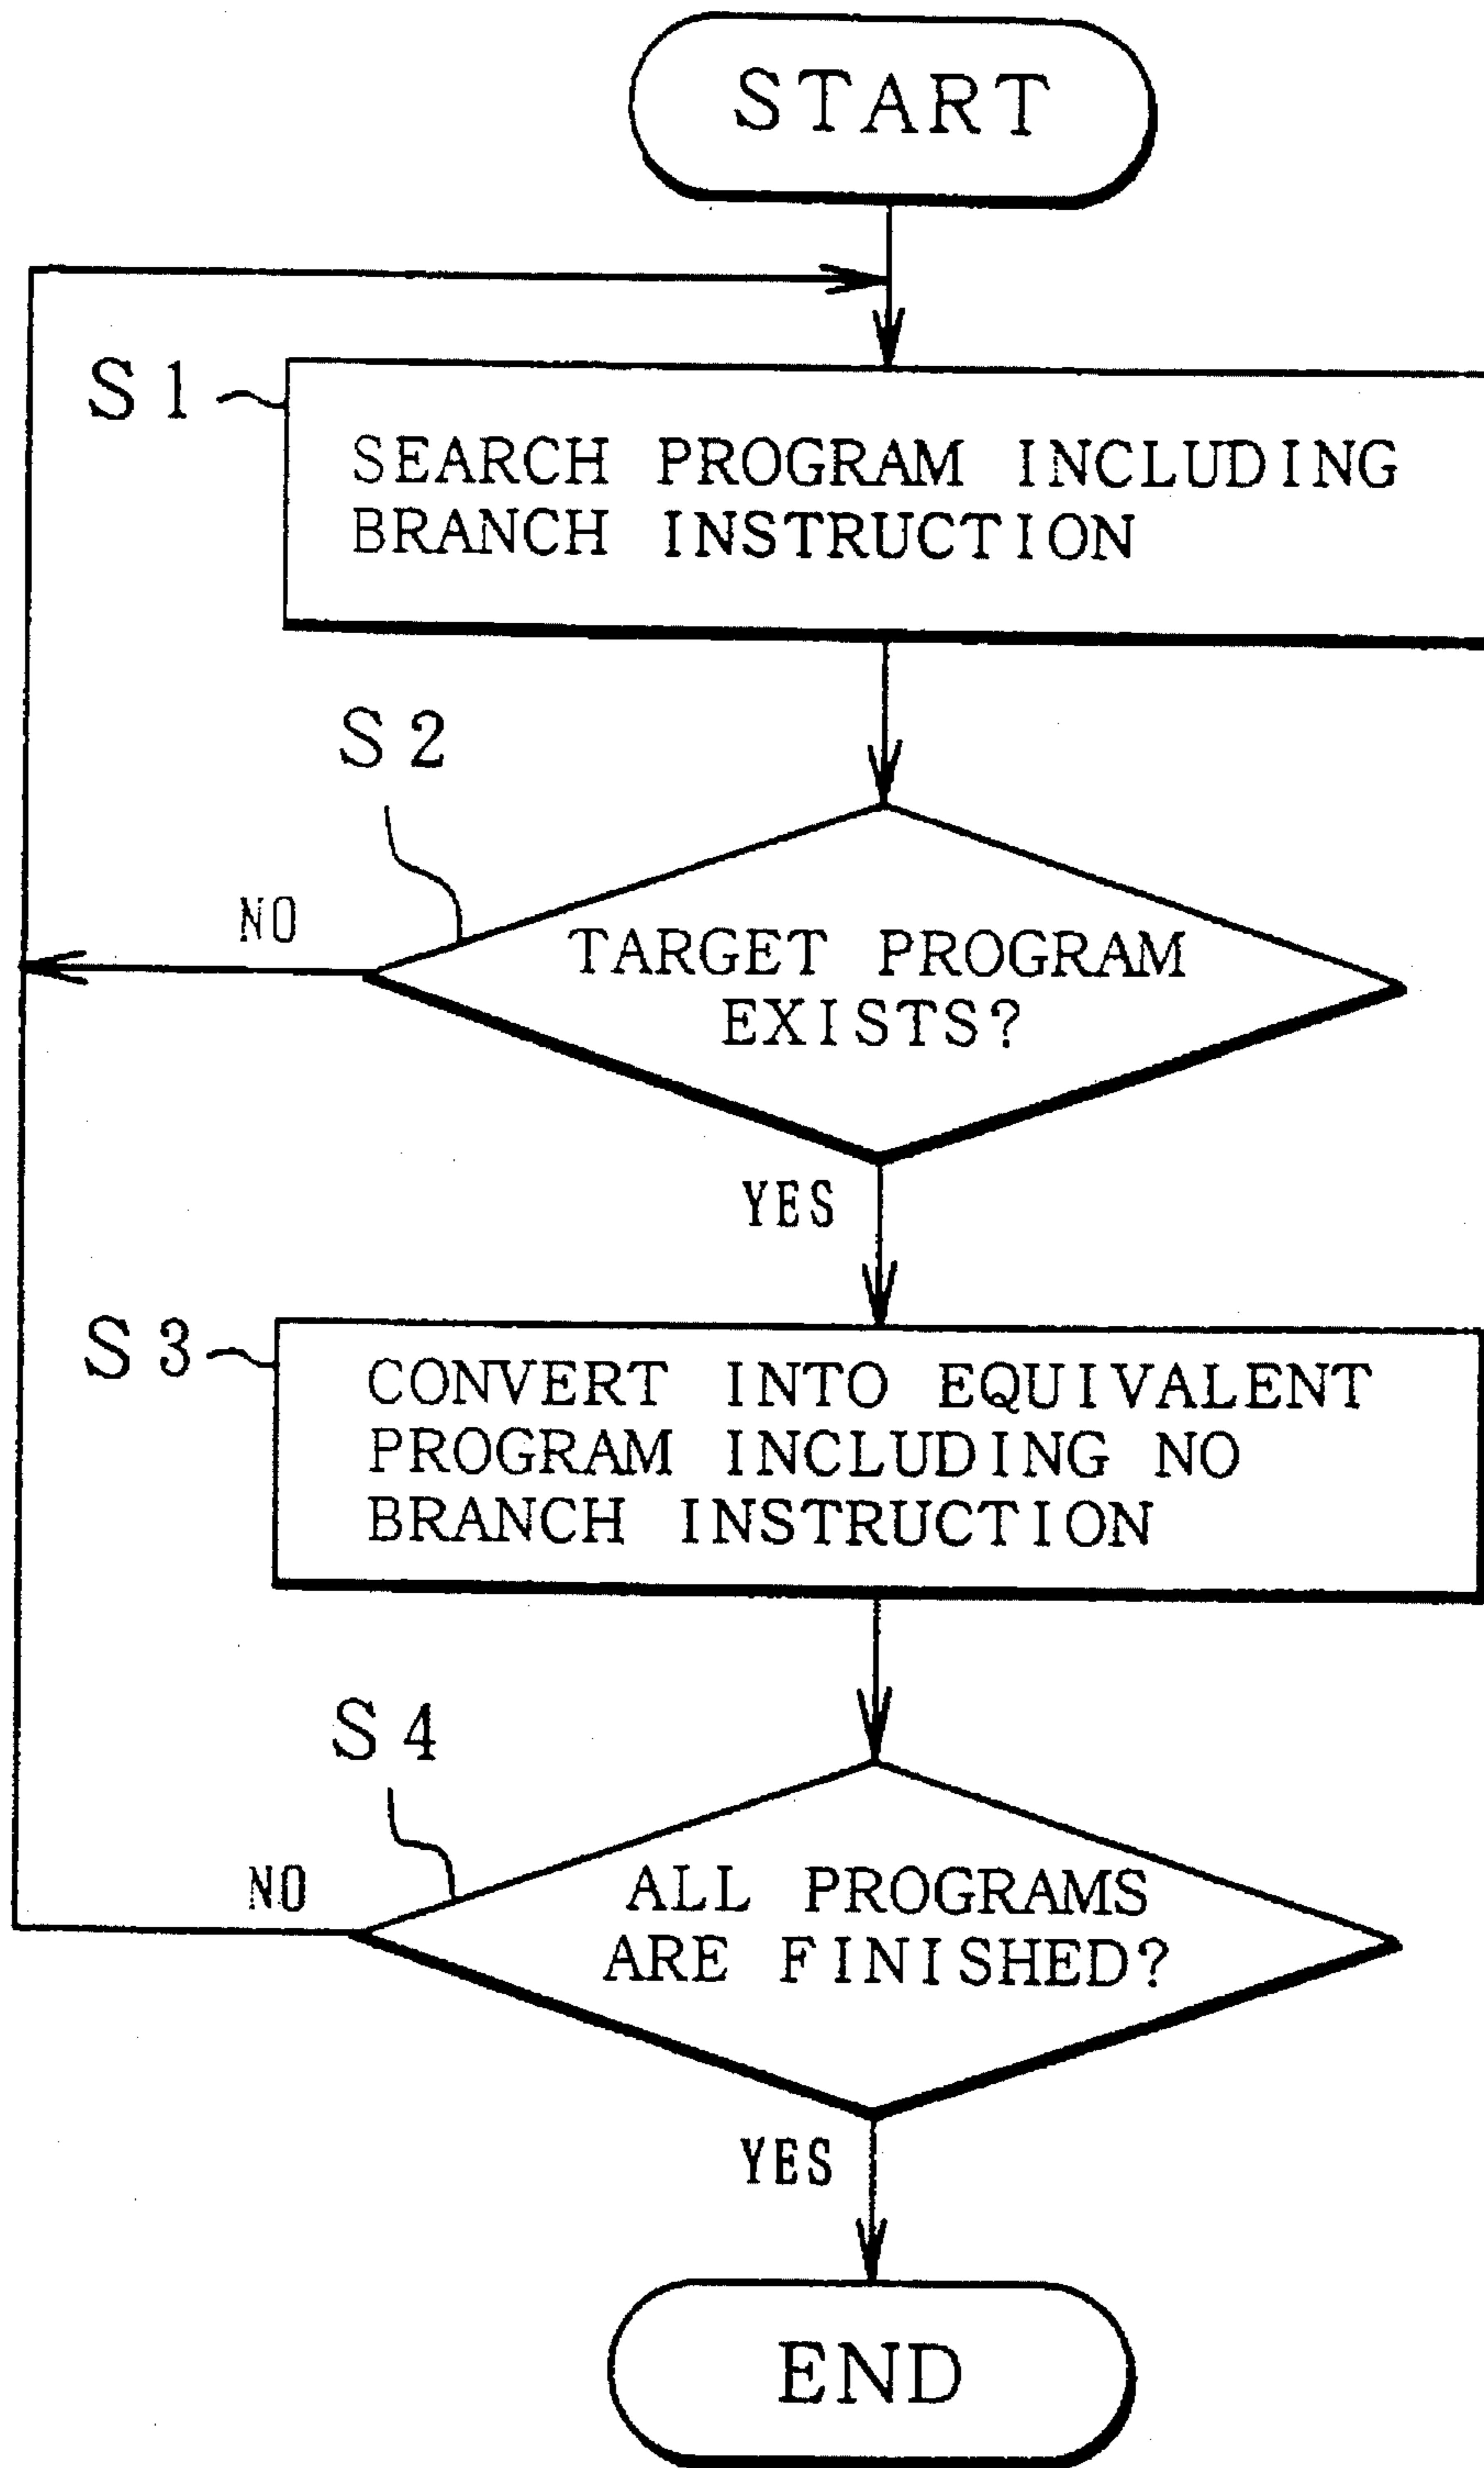 START
S1
SEARCH PROGRAM INCLUDING
BRANCH INSTRUCTION
S2
NO
TARGET PROGRAM
EXISTS?
YES
S3
CONVERT INTO EQUIVALENT
PROGRAM INCLUDING NO
BRANCH INSTRUCTION
S4
NO
ALL PROGRAMS
ARE FINISHED?
YES
END